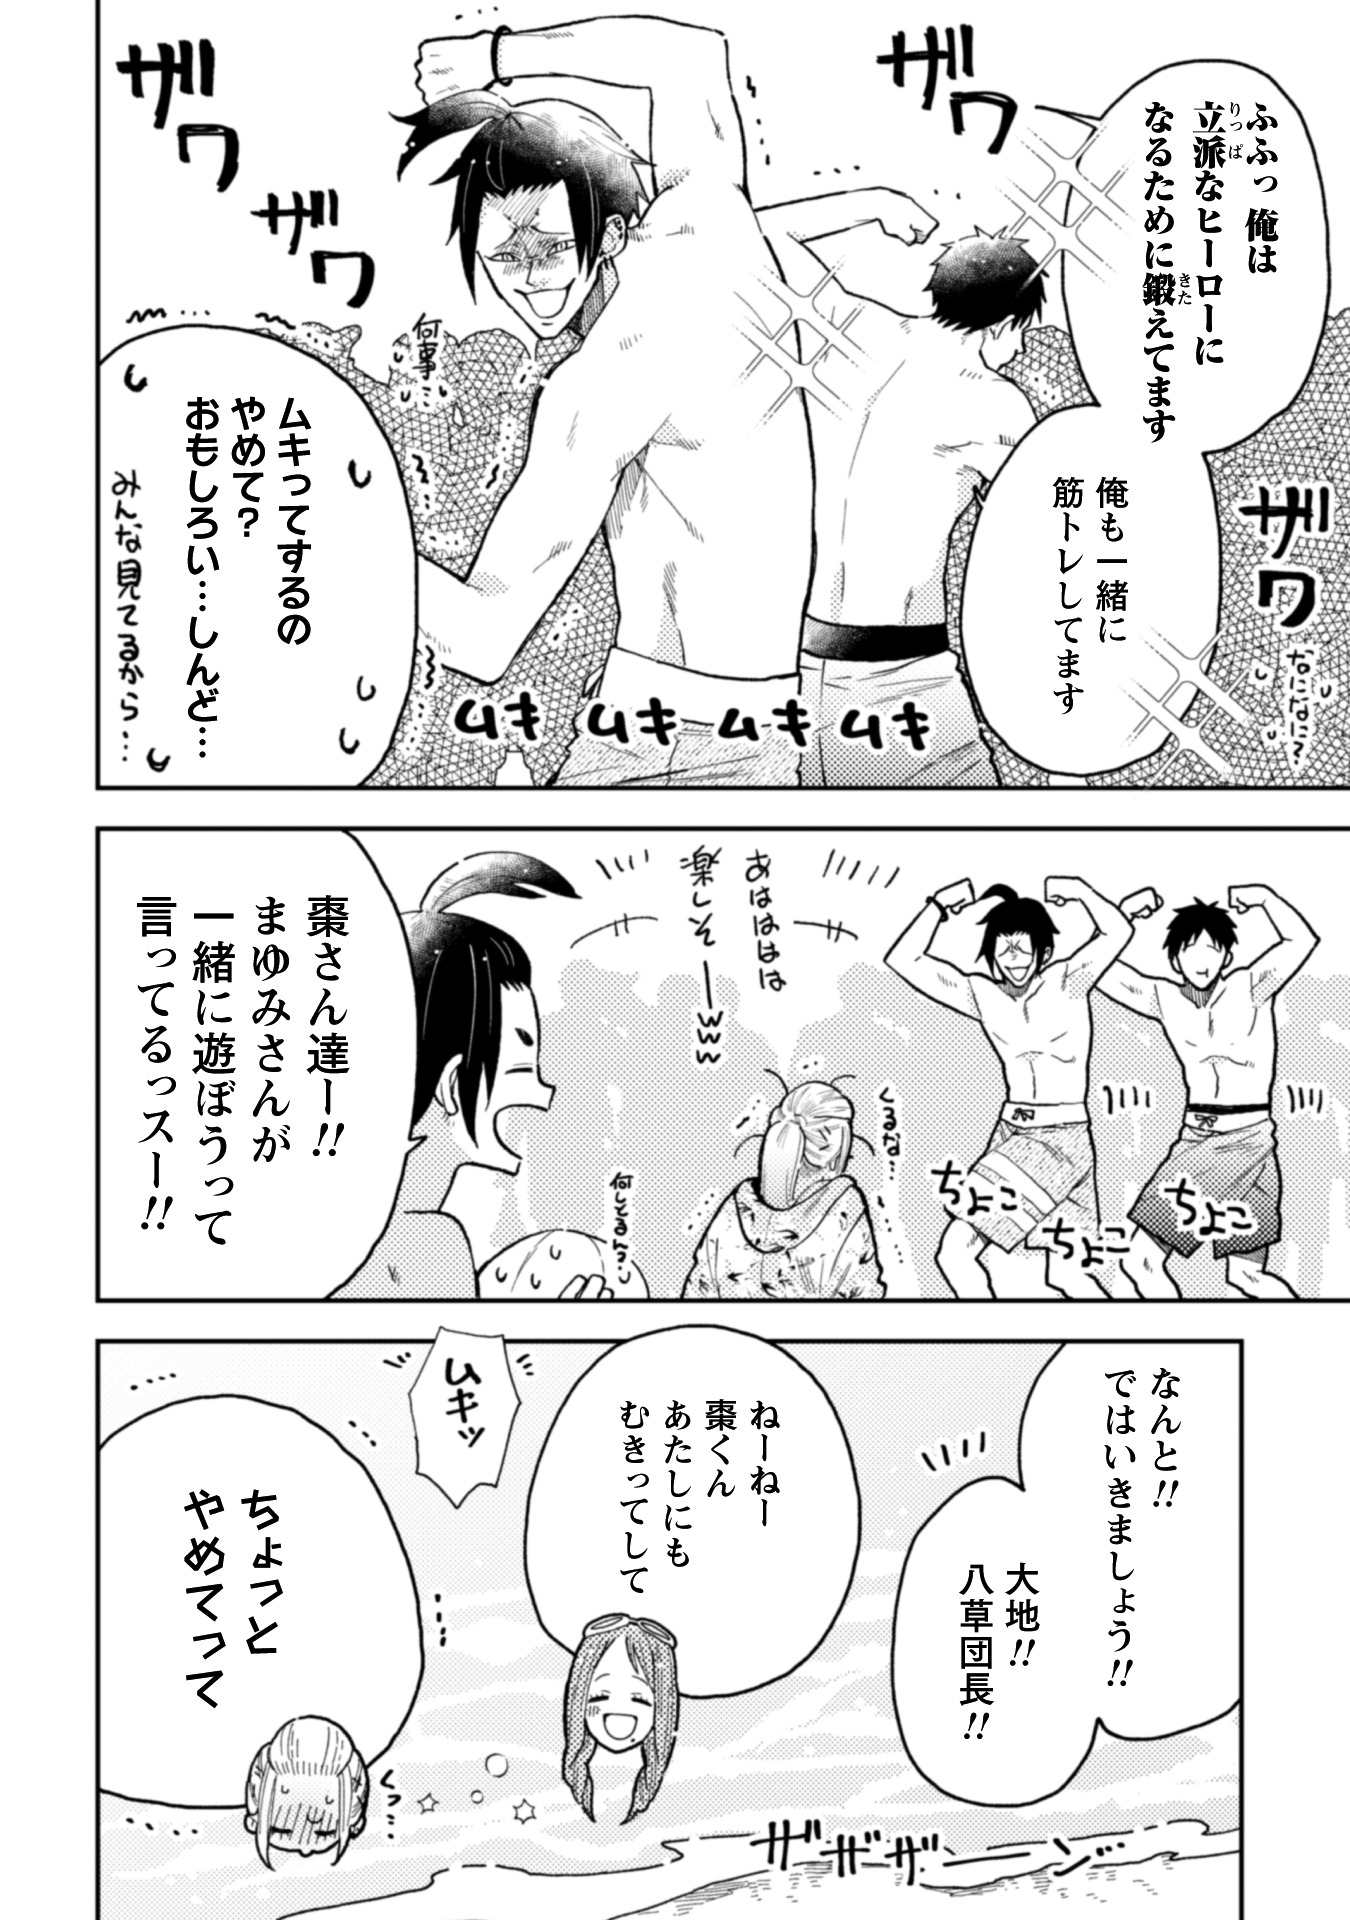 ふふっ 俺は
立派なヒーローに
りっぱ
なるために鍛えてます
きた
俺も一緒に
筋トレしてます
ザワ
ザワ
ザワ
ザワ
なになに?
何事…
ムキ
ムキ
ムキ
ムキ
ムキってするの
やめて?
おもしろい…しんど…
みんな見てるから…
ちょこ
ちょこ
ちょこ
くるな…
あはははは
楽しそーwww
何してるん?
棗さん達ー!!
まゆみさんが
一緒に遊ぼうって
言ってるっスー!!
なんと!!
ではいきましょう!!
大地!!
八草団長!!
ねーねー
棗くん
あたしにも
むきってして
ムキッ
ちょっと
やめてって
くっ…
ザザザーーン